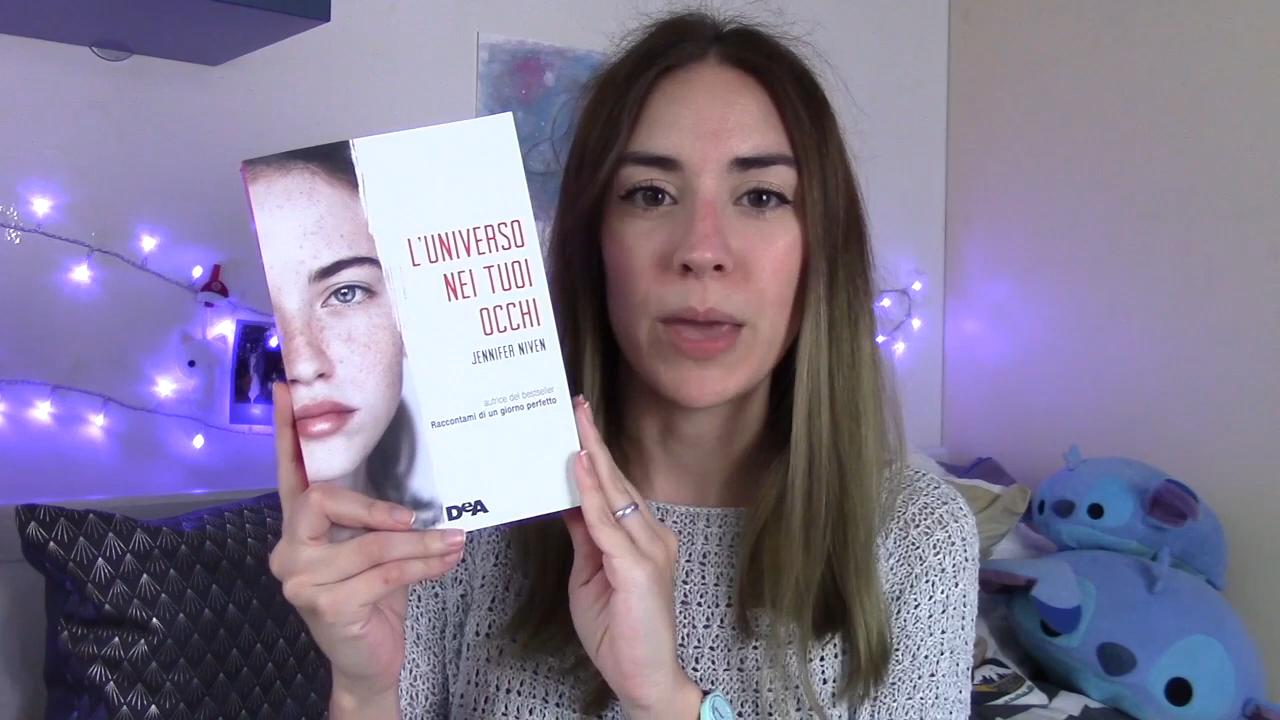 L'UNIVERSO
NEI TUOI
OCCHI
JENNIFER NIVEN
autrice del bestseller
Raccontami di un giorno perfetto
DeA